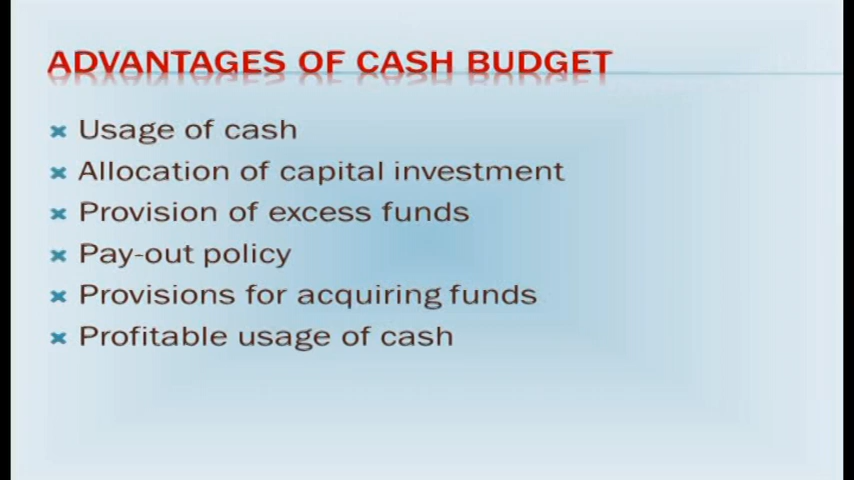 ADVANTAGES OF CASH BUDGET
Usage of cash
Allocation of capital investment
Provision of excess funds
Pay-out policy
Provisions for acquiring funds
Profitable usage of cash